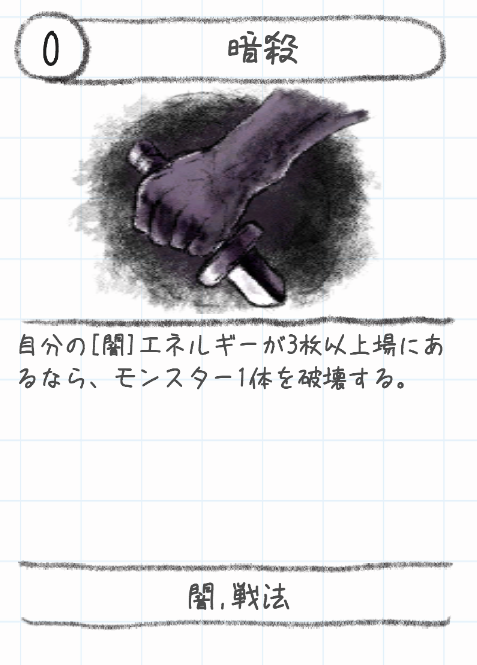 0
暗殺
自分の[闇]エネルギーが3枚以上場にあ
るなら、モンスター1体を破壊する。
闇,戦法